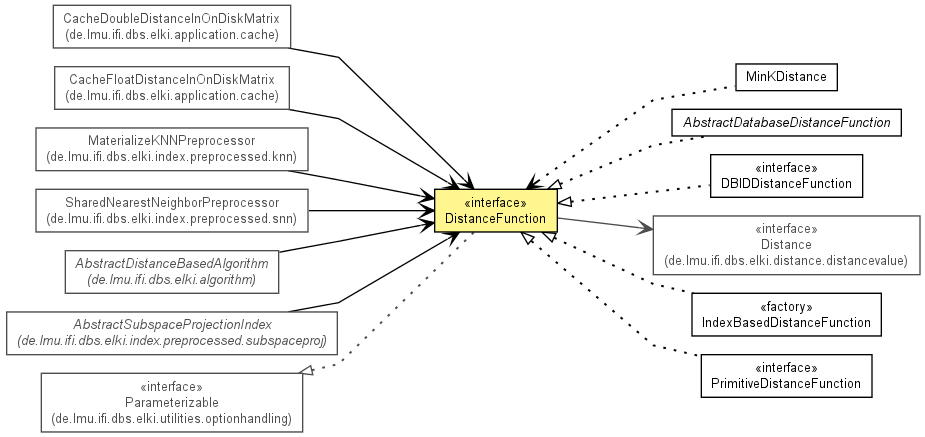 CacheDoubleDistanceInOnDiskMatrix
(de.lmu.ifi.dbs.elki.application.cache)
CacheFloatDistanceInOnDiskMatrix
(de.lmu.ifi.dbs.elki.application.cache)
MaterializeKNNPreprocessor
(de.lmu.ifi.dbs.elki.index.preprocessed.knn)
SharedNearestNeighborPreprocessor
(de.lmu.ifi.dbs.elki.index.preprocessed.snn)
AbstractDistanceBasedAlgorithm
(de.lmu.ifi.dbs.elki.algorithm)
AbstractSubspaceProjectionIndex
(de.lmu.ifi.dbs.elki.index.preprocessed.subspaceproj)
«interface»
Parameterizable
(de.lmu.ifi.dbs.elki.utilities.optionhandling)
«interface»
DistanceFunction
MinKDistance
AbstractDatabaseDistanceFunction
«interface»
DBIDDistanceFunction
«interface»
Distance
(de.lmu.ifi.dbs.elki.distance.distancevalue)
«factory»
IndexBasedDistanceFunction
«interface»
PrimitiveDistanceFunction